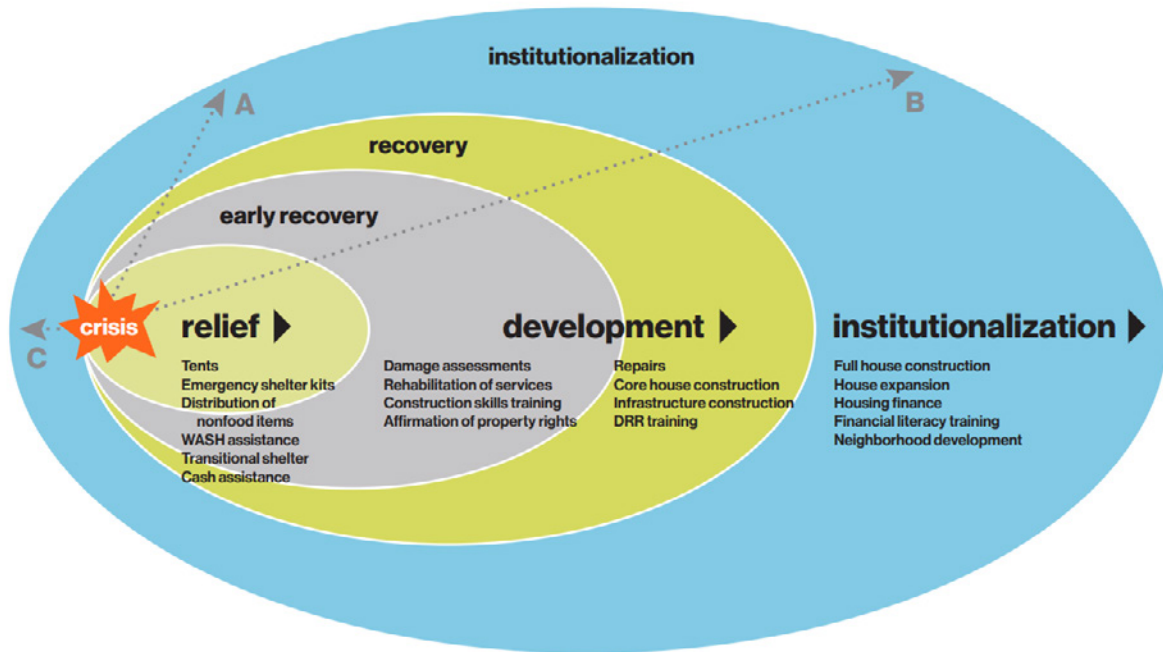 institutionalization
A
B
recovery
early recovery
crisis
C
relief
Tents
Emergency shelter kits
Distribution of
nonfood items
WASH assistance
Transitional shelter
Cash assistance
development
Damage assessments
Rehabilitation of services
Construction skills training
Affirmation of property rights
Repairs
Core house construction
Infrastructure construction
DRR training
institutionalization
Full house construction
House expansion
Housing finance
Financial literacy training
Neighborhood development